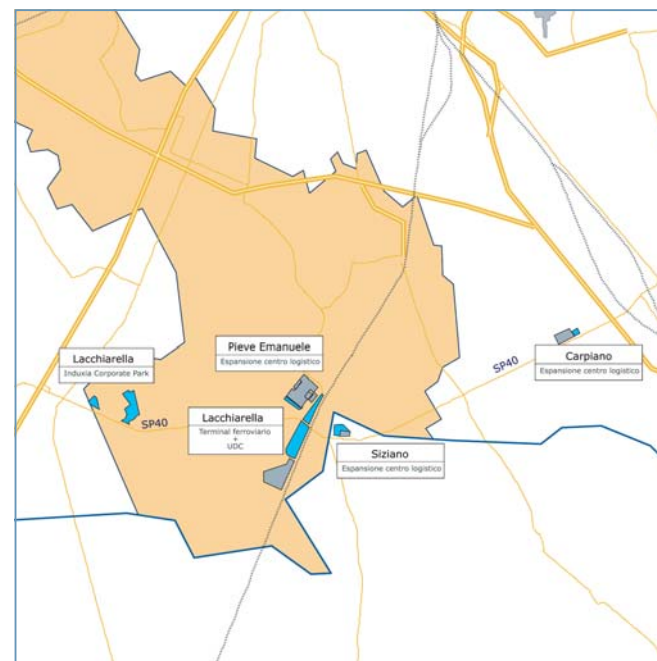 Pieve Emanuele
Espansione centro logistico
Lacchiarella
Induxia Corporate Park
Carpiano
Espansione centro logistico
SP40
SP40
Lacchiarella
Terminal ferroviario
+
UDC
Siziano
Espansione centro logistico